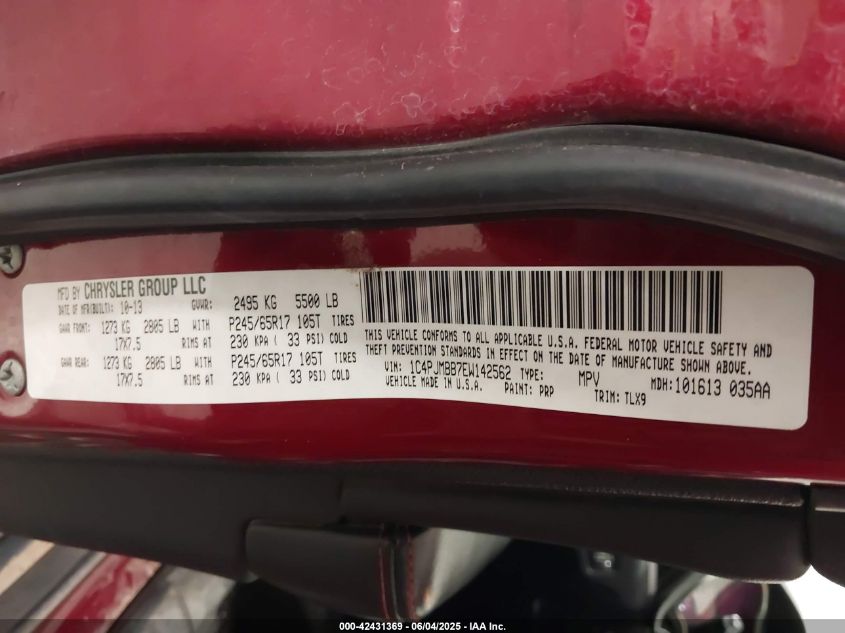 MFD BY CHRYSLER GROUP LLC
DATE OF MFR(BUILT): 10-13 GVWR: 2495 KG 5500 LB
GAWR FRONT: 1273 KG 2805 LB WITH P245/65R17 105T TIRES
17X7.5 RIMS AT 230 KPA ( 33 PSI) COLD
GAWR REAR: 1273 KG 2805 LB WITH P245/65R17 105T TIRES
17X7.5 RIMS AT 230 KPA ( 33 PSI) COLD
THIS VEHICLE CONFORMS TO ALL APPLICABLE U.S.A. FEDERAL MOTOR VEHICLE SAFETY AND
THEFT PREVENTION STANDARDS IN EFFECT ON THE DATE OF MANUFACTURE SHOWN ABOVE.
VIN: 1C4PJMBB7EW142562 TYPE: MPV MDH: 101613 035AA
VEHICLE MADE IN U.S.A. PAINT: PRP TRIM: TLX9
000-42431369 - 06/04/2025 - IAA Inc.